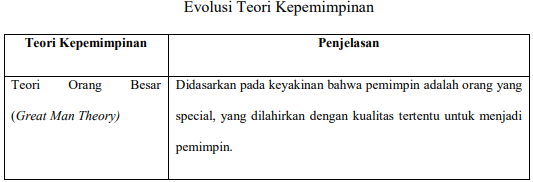 Evolusi Teori Kepemimpinan
Teori Kepemimpinan Penjelasan
Teori Orang Besar
(Great Man Theory)
Didasarkan pada keyakinan bahwa pemimpin adalah orang yang
special, yang dilahirkan dengan kualitas tertentu untuk menjadi
pemimpin.